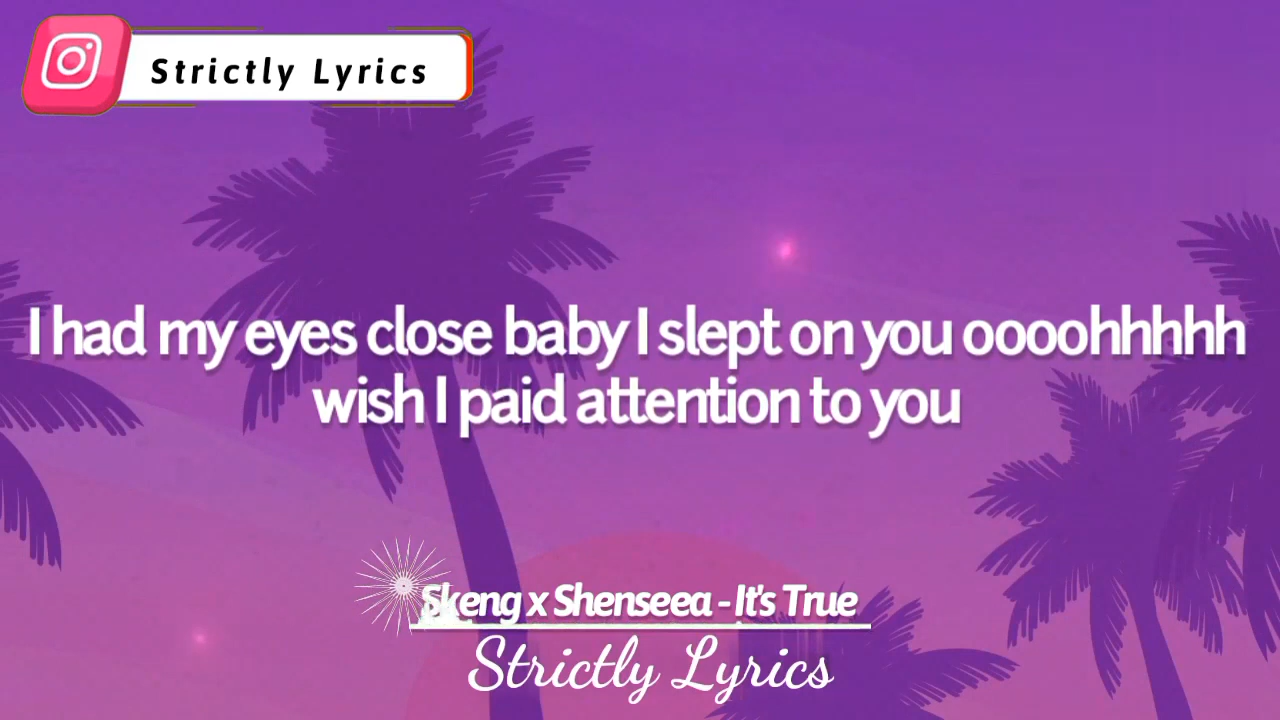 Strictly Lyrics
I had my eyes close baby I slept on you oooohhhhh
wish I paid attention to you
Skeng x Shenseea - It's True
Strictly Lyrics